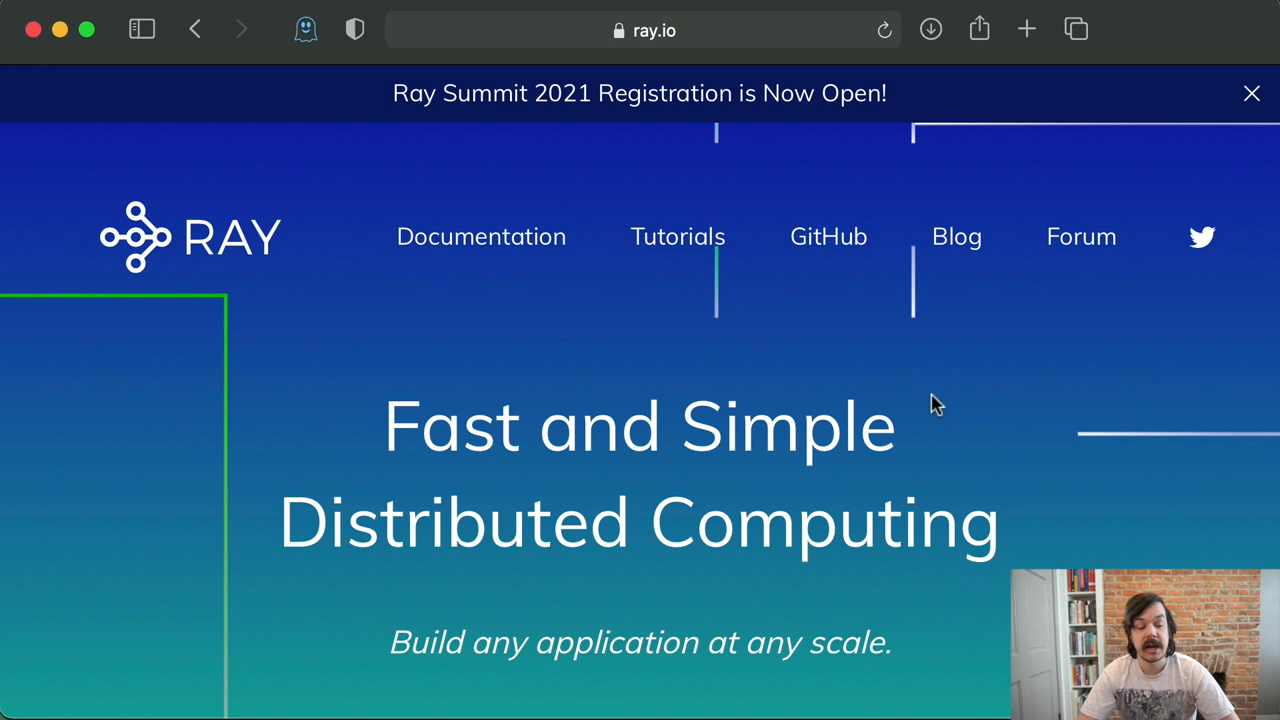 ray.io
Ray Summit 2021 Registration is Now Open!
RAY
Documentation
Tutorials
GitHub
Blog
Forum
Fast and Simple
Distributed Computing
Build any application at any scale.